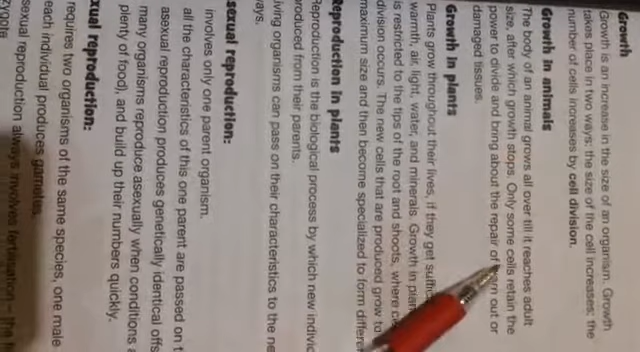 Growth
Growth is an increase in the size of an organism. Growth
takes place in two ways: the size of the cell increases; the
number of cells increases by cell division.
Growth in animals
The body of an animal grows all over till it reaches adult
size, after which growth stops. Only some cells retain the
power to divide and bring about the repair of out or
damaged tissues.
Growth in plants
Plants grow throughout their lives, if they get
warmth, air, light, water, and minerals. Growth in
is restricted to the tips of the root and shoots, where
division occurs. The new cells that are produced grow to
maximum size and then become specialized to form
Reproduction in plants
Reproduction is the biological process by which new
produced from their parents.
living organisms can pass on their characteristics to the
ways.
sexual reproduction:
involves only one parent organism.
all the characteristics of this one parent are passed on
asexual reproduction produces genetically identical
many organisms reproduce asexually when conditions
plenty of food), and build up their numbers quickly.
xual reproduction:
requires two organisms of the same species, one male
each individual produces gametes.
sexual reproduction always involves fertilisation – the
zygote